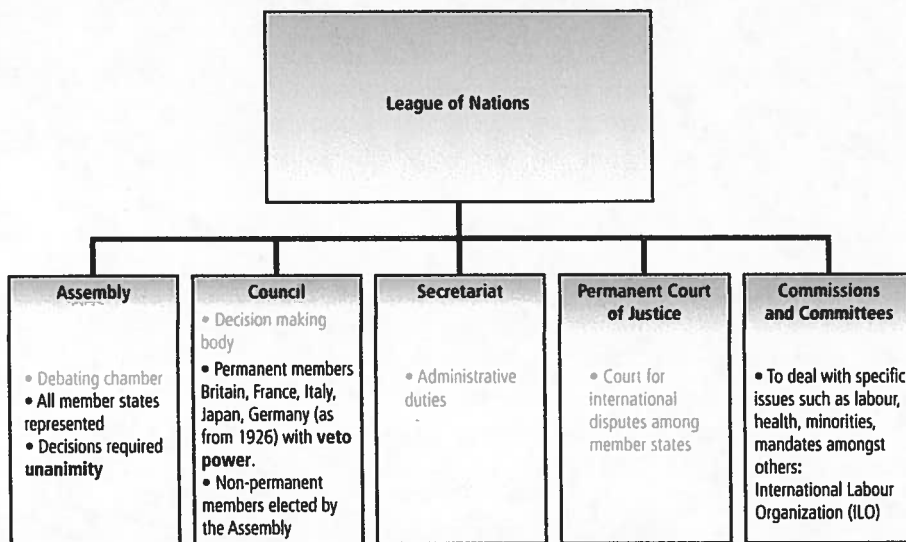 League of Nations
Assembly
• Debating chamber
• All member states
represented
• Decisions required
unanimity
Council
• Decision making
body
• Permanent members
Britain, France, Italy,
Japan, Germany (as
from 1926) with veto
power.
• Non-permanent
members elected by
the Assembly
Secretariat
• Administrative
duties
Permanent Court
of Justice
• Court for
international
disputes among
member states
Commissions
and Committees
• To deal with specific
issues such as labour,
health, minorities,
mandates amongst
others:
International Labour
Organization (ILO)